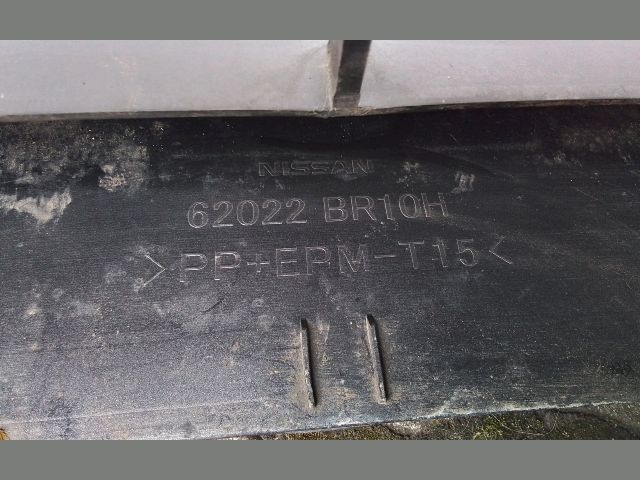 NISSAN
62022 BR10H
>PP+EPM-T15<